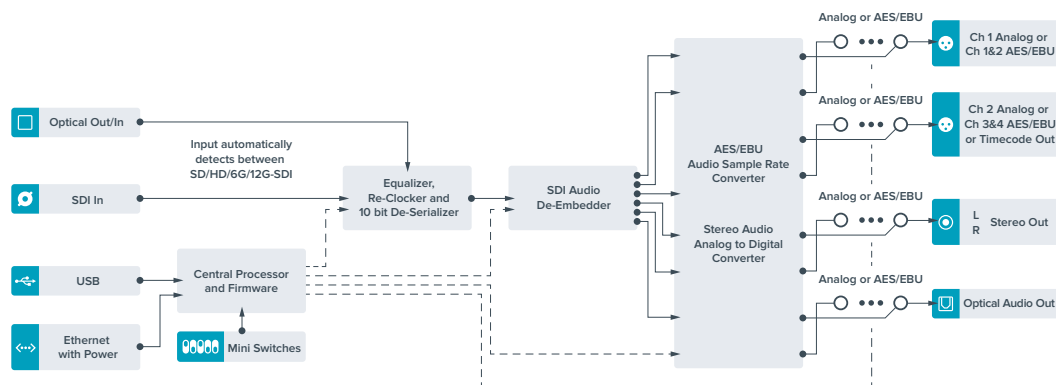 Analog or AES/EBU
Ch 1 Analog or
Ch 1&2 AES/EBU
Optical Out/In
Input automatically
detects between
SD/HD/6G/12G-SDI
Analog or AES/EBU
Ch 2 Analog or
Ch 3&4 AES/EBU
or Timecode Out
AES/EBU
Audio Sample Rate
Converter
SDI In
Equalizer,
Re-Clocker and
10 bit De-Serializer
SDI Audio
De-Embedder
Analog or AES/EBU
L
R
Stereo Out
Stereo Audio
Analog to Digital
Converter
USB
Central Processor
and Firmware
Analog or AES/EBU
Optical Audio Out
Ethernet
with Power
Mini Switches